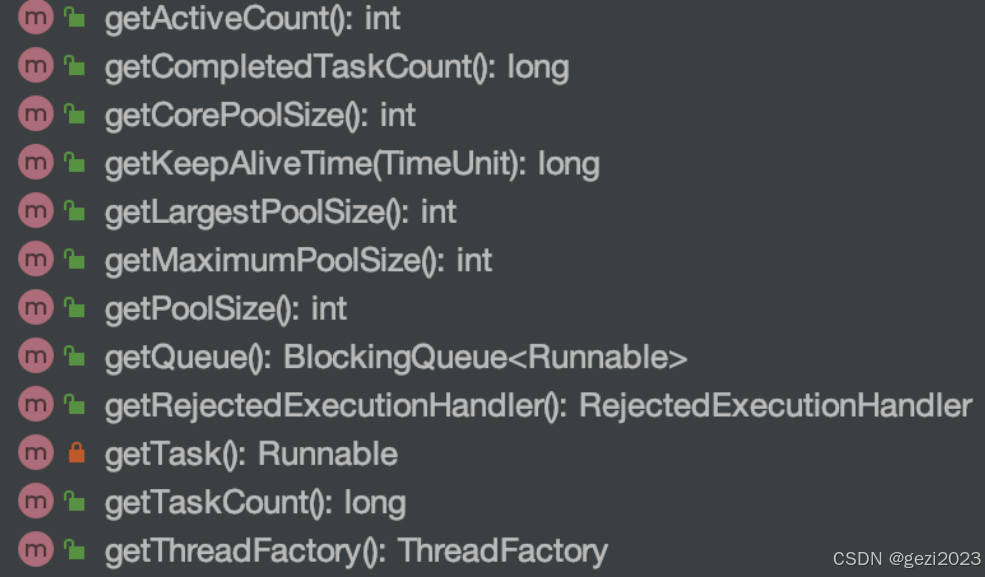 m getActiveCount(): int
m getCompletedTaskCount(): long
m getCorePoolSize(): int
m getKeepAliveTime(TimeUnit): long
m getLargestPoolSize(): int
m getMaximumPoolSize(): int
m getPoolSize(): int
m getQueue(): BlockingQueue<Runnable>
m getRejectedExecutionHandler(): RejectedExecutionHandler
m getTask(): Runnable
m getTaskCount(): long
m getThreadFactory(): ThreadFactory
CSDN @gezi2023